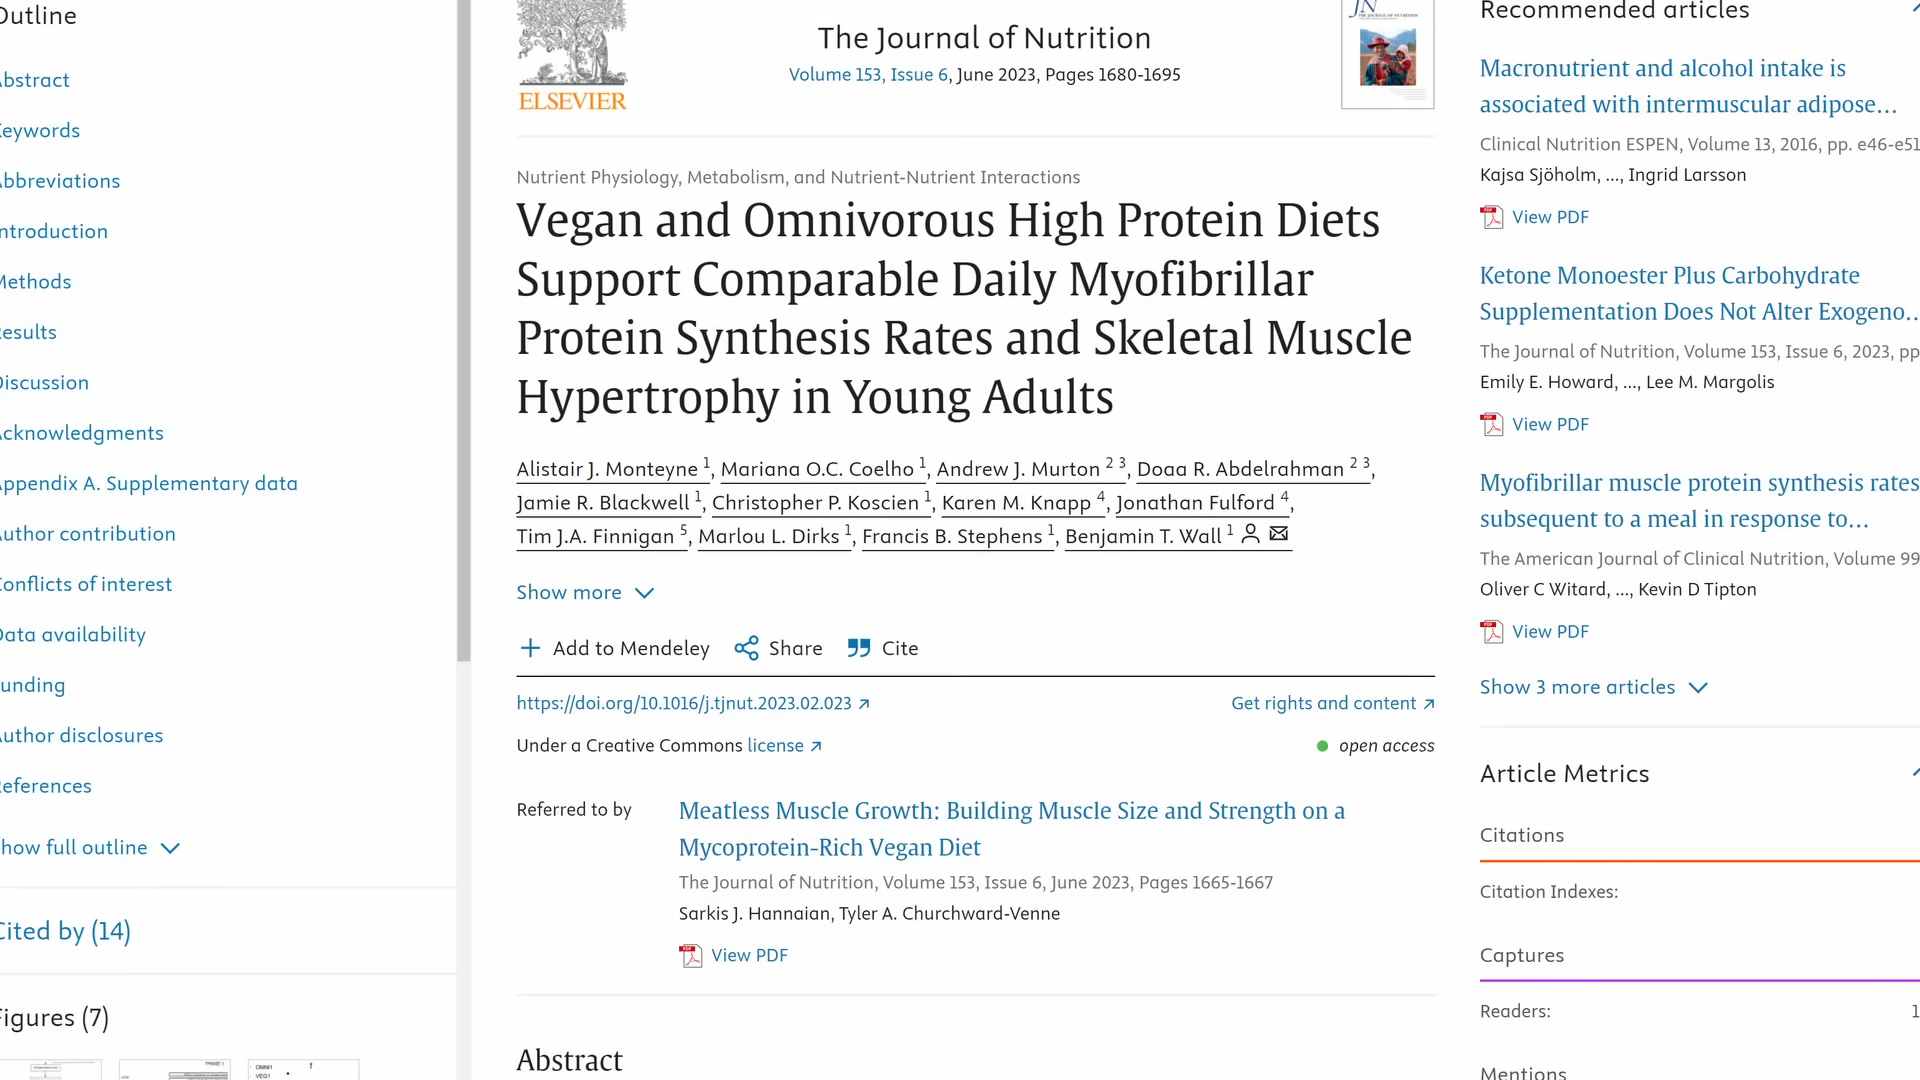 Outline
Abstract
Keywords
Abbreviations
Introduction
Methods
Results
Discussion
Acknowledgments
Appendix A. Supplementary data
Author contribution
Conflicts of interest
Data availability
Funding
Author disclosures
References
Show full outline
Cited by (14)
Figures (7)
ELSEVIER
The Journal of Nutrition
Volume 153, Issue 6, June 2023, Pages 1680-1695
JN
THE JOURNAL OF NUTRITION
Nutrient Physiology, Metabolism, and Nutrient-Nutrient Interactions
Vegan and Omnivorous High Protein Diets
Support Comparable Daily Myofibrillar
Protein Synthesis Rates and Skeletal Muscle
Hypertrophy in Young Adults
Alistair J. Monteyne 1, Mariana O.C. Coelho 1, Andrew J. Murton 2 3, Doaa R. Abdelrahman 2 3,
Jamie R. Blackwell 1, Christopher P. Koscien 1, Karen M. Knapp 4, Jonathan Fulford 4,
Tim J.A. Finnigan 5, Marlou L. Dirks 1, Francis B. Stephens 1, Benjamin T. Wall 1
Show more
Add to Mendeley Share Cite
https://doi.org/10.1016/j.tjnut.2023.02.023 Get rights and content
Under a Creative Commons license open access
Referred to by
Meatless Muscle Growth: Building Muscle Size and Strength on a
Mycoprotein-Rich Vegan Diet
The Journal of Nutrition, Volume 153, Issue 6, June 2023, Pages 1665-1667
Sarkis J. Hannaian, Tyler A. Churchward-Venne
View PDF
Abstract
Recommended articles
Macronutrient and alcohol intake is
associated with intermuscular adipose...
Clinical Nutrition ESPEN, Volume 13, 2016, pp. e46-e51
Kajsa Sjöholm, ..., Ingrid Larsson
View PDF
Ketone Monoester Plus Carbohydrate
Supplementation Does Not Alter Exogeno...
The Journal of Nutrition, Volume 153, Issue 6, 2023, pp
Emily E. Howard, ..., Lee M. Margolis
View PDF
Myofibrillar muscle protein synthesis rates
subsequent to a meal in response to...
The American Journal of Clinical Nutrition, Volume 99
Oliver C Witard, ..., Kevin D Tipton
View PDF
Show 3 more articles
Article Metrics
Citations
Citation Indexes:
Captures
Readers: 1
Mentions